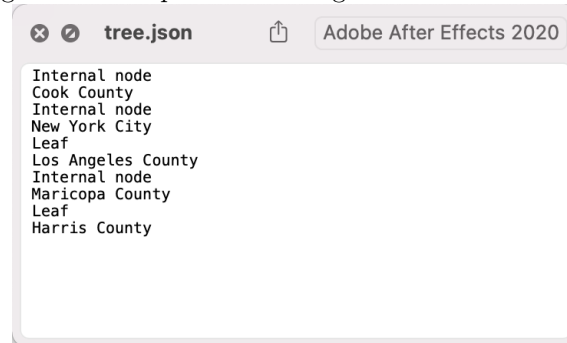 tree.json
Adobe After Effects 2020
Internal node
Cook County
Internal node
New York City
Leaf
Los Angeles County
Internal node
Maricopa County
Leaf
Harris County